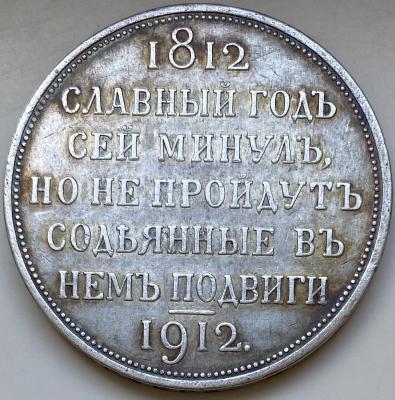 1812
СЛАВНЫЙ ГОДЪ
СЕЙ МИНУЛЪ,
НО НЕ ПРОЙДУТЪ
СОДѢЯННЫЕ ВЪ
НЕМЪ ПОДВИГИ
1912.